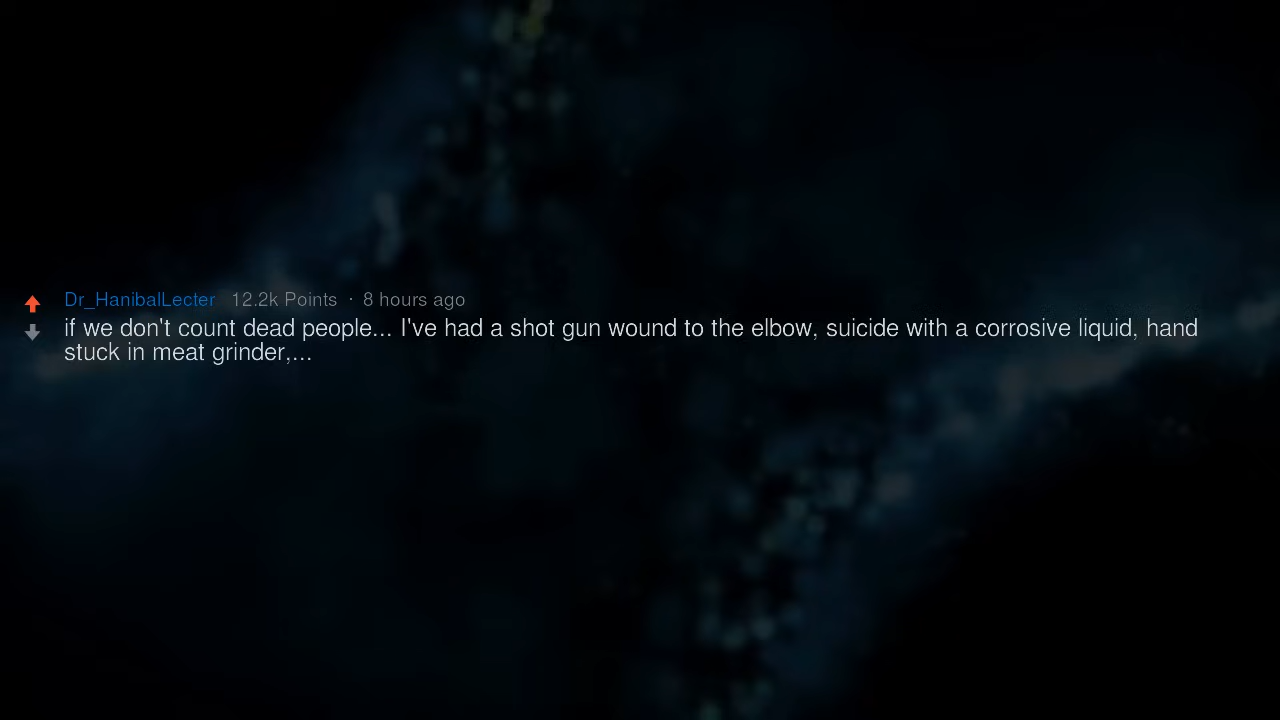 Dr_HanibalLecter 12.2k Points · 8 hours ago
if we don't count dead people... I've had a shot gun wound to the elbow, suicide with a corrosive liquid, hand
stuck in meat grinder,...